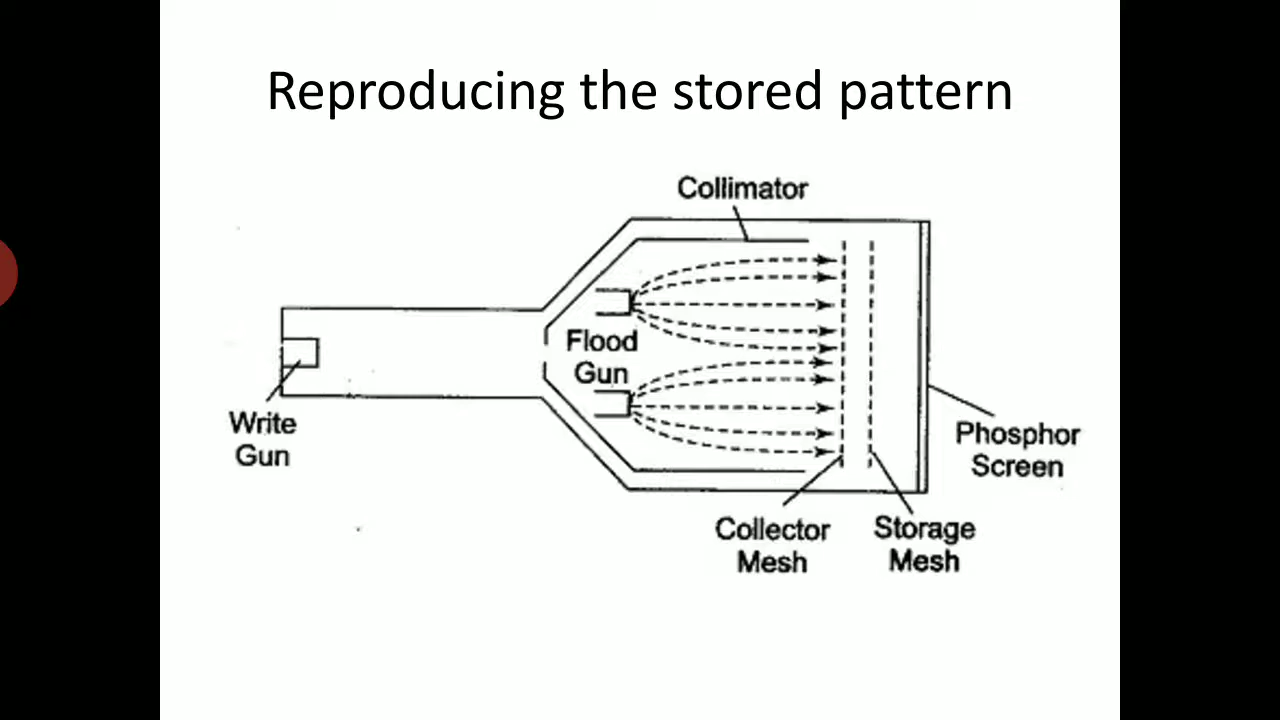 Reproducing the stored pattern
Collimator
Flood
Gun
Write
Gun
Phosphor
Screen
Collector
Mesh
Storage
Mesh